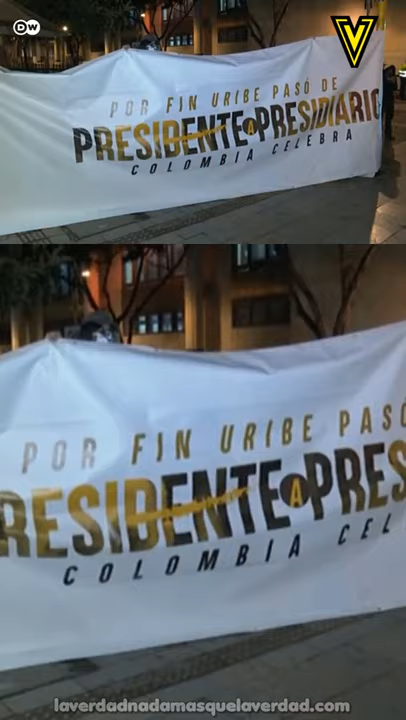 DW
V
POR FIN URIBE PASÓ DE
PRESIDENTE A PRESIDIARIO
COLOMBIA CELEBRA
POR FIN URIBE PASÓ
RESIDENTE A PRES
COLOMBIA CEL
laverdadnadamasquelaverdad.com